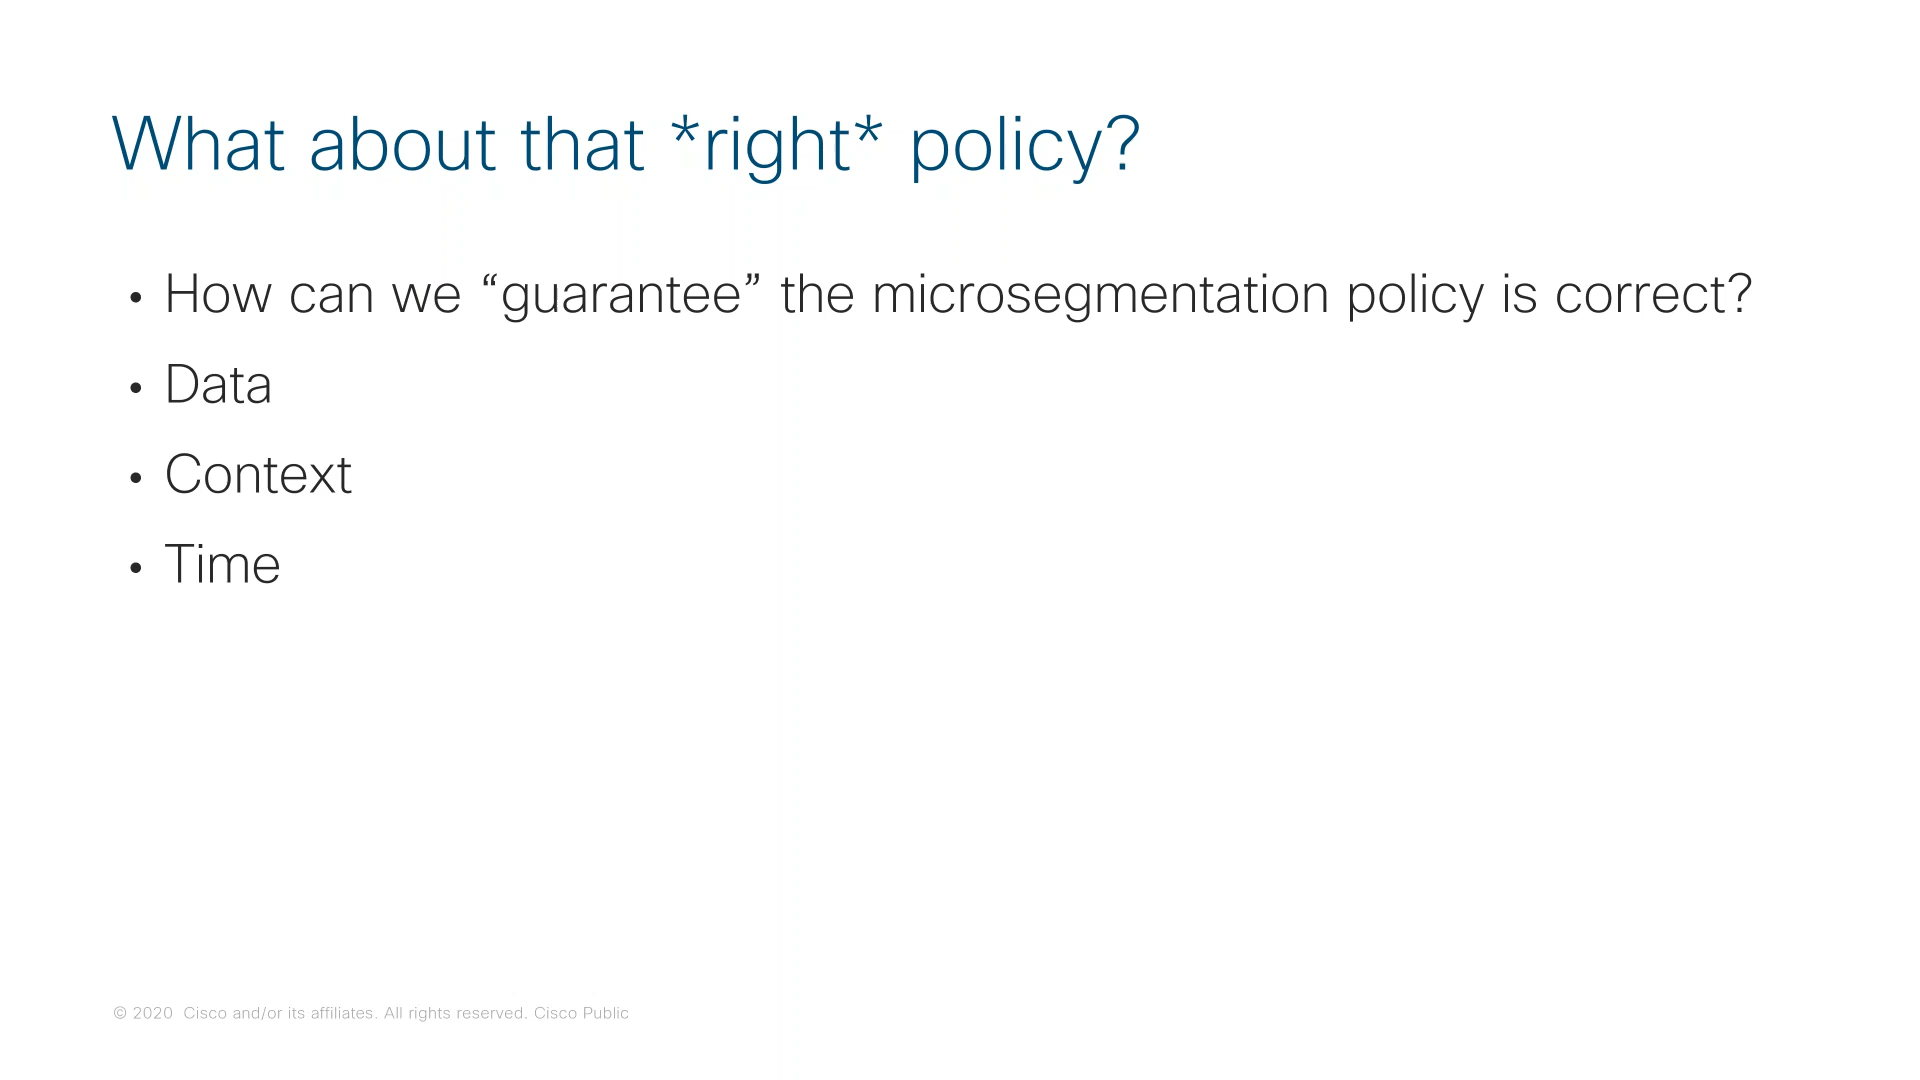 What about that *right* policy?
• How can we “guarantee” the microsegmentation policy is correct?
• Data
• Context
• Time
© 2020 Cisco and/or its affiliates. All rights reserved. Cisco Public